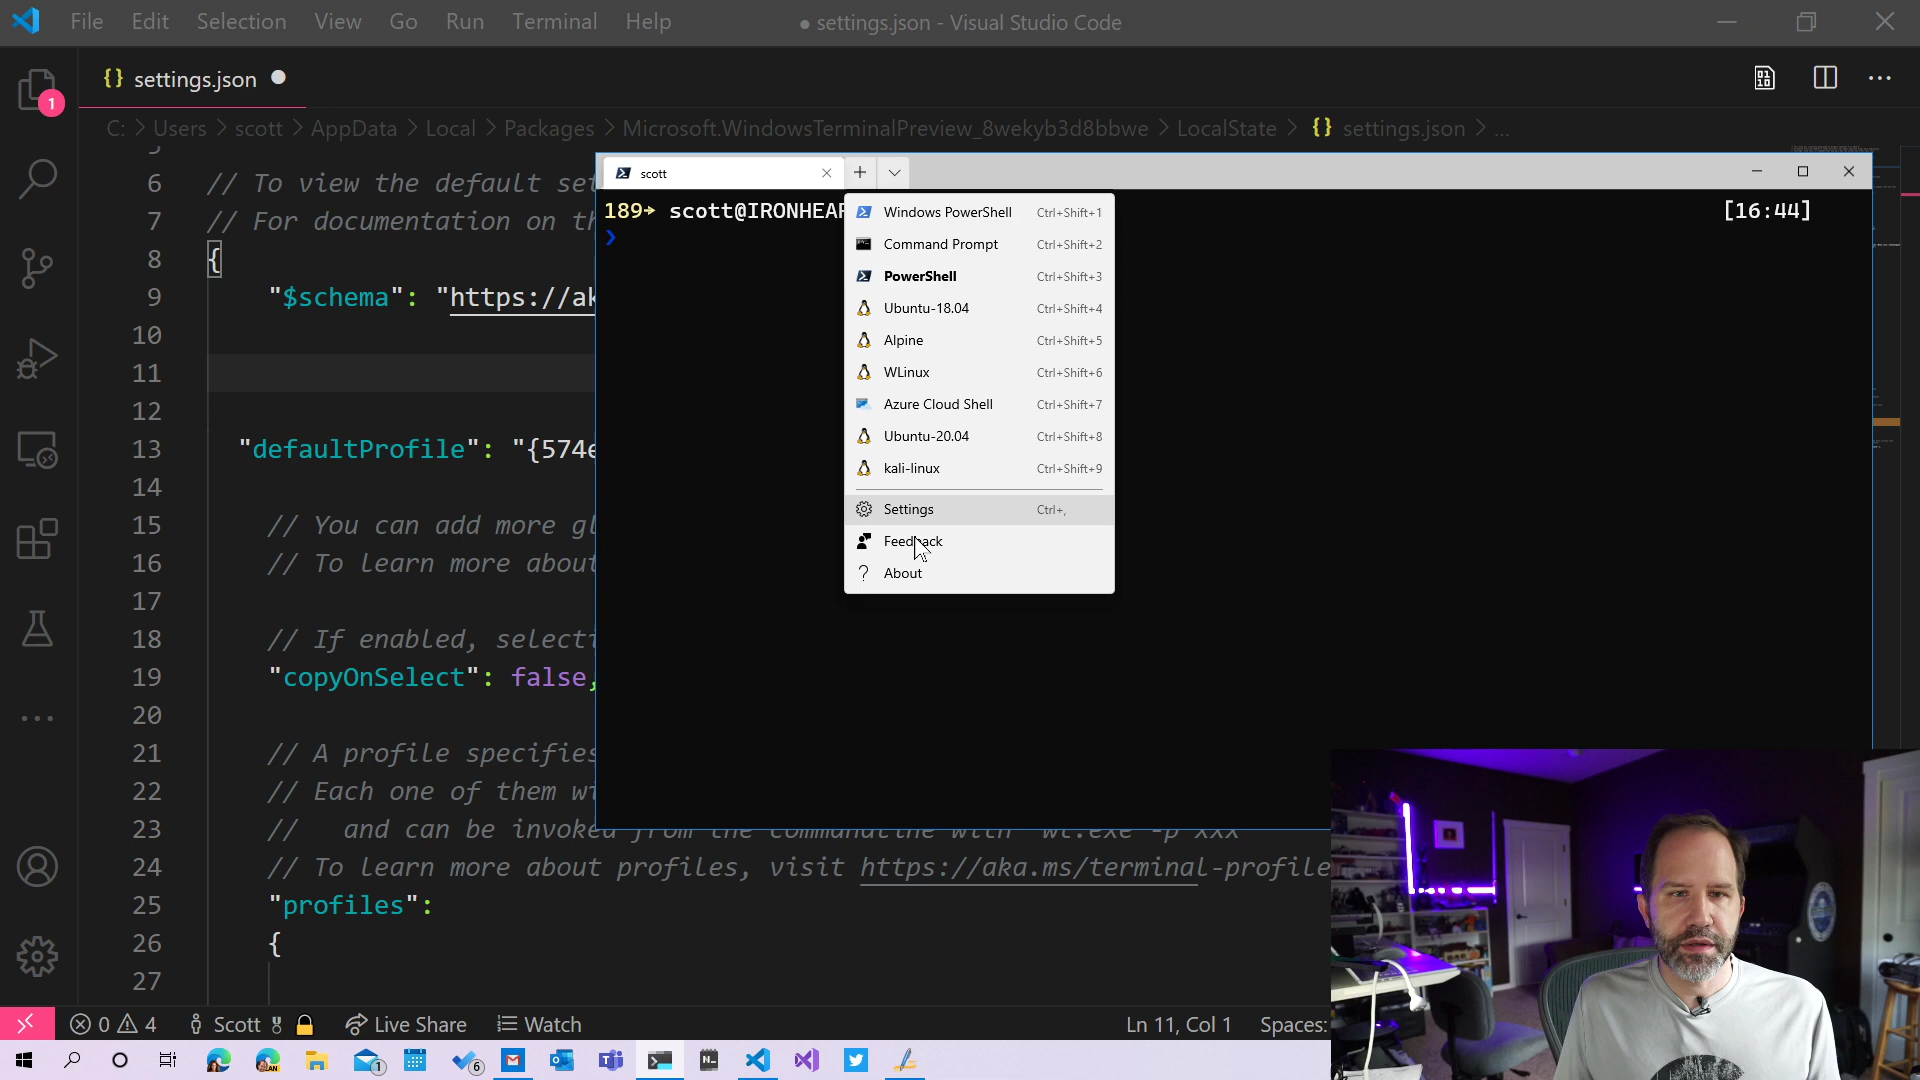 File Edit Selection View Go Run Terminal Help
● settings.json - Visual Studio Code
{} settings.json ●
1
C: > Users > scott > AppData > Local > Packages > Microsoft.WindowsTerminalPreview_8wekyb3d8bbwe > LocalState > {} settings.json > ...
6 // To view the default se
7 // For documentation on th
8 {
9 "$schema": "https://ak
10
11
12
13 "defaultProfile": "{574e
14
15 // You can add more gl
16 // To learn more about
17
18 // If enabled, selecti
19 "copyOnSelect": false,
20
21 // A profile specifies
22 // Each one of them wi
23 // and can be invoked from the commandline with "wt.exe -p xxx"
24 // To learn more about profiles, visit https://aka.ms/terminal-profile
25 "profiles":
26 {
27
scott
189→ scott@IRONHEAR
[16:44]
❯
Windows PowerShell Ctrl+Shift+1
Command Prompt Ctrl+Shift+2
PowerShell Ctrl+Shift+3
Ubuntu-18.04 Ctrl+Shift+4
Alpine Ctrl+Shift+5
WLinux Ctrl+Shift+6
Azure Cloud Shell Ctrl+Shift+7
Ubuntu-20.04 Ctrl+Shift+8
kali-linux Ctrl+Shift+9
Settings Ctrl+,
Feedback
? About
0 4 Scott Live Share Watch
Ln 11, Col 1 Spaces:
1 6